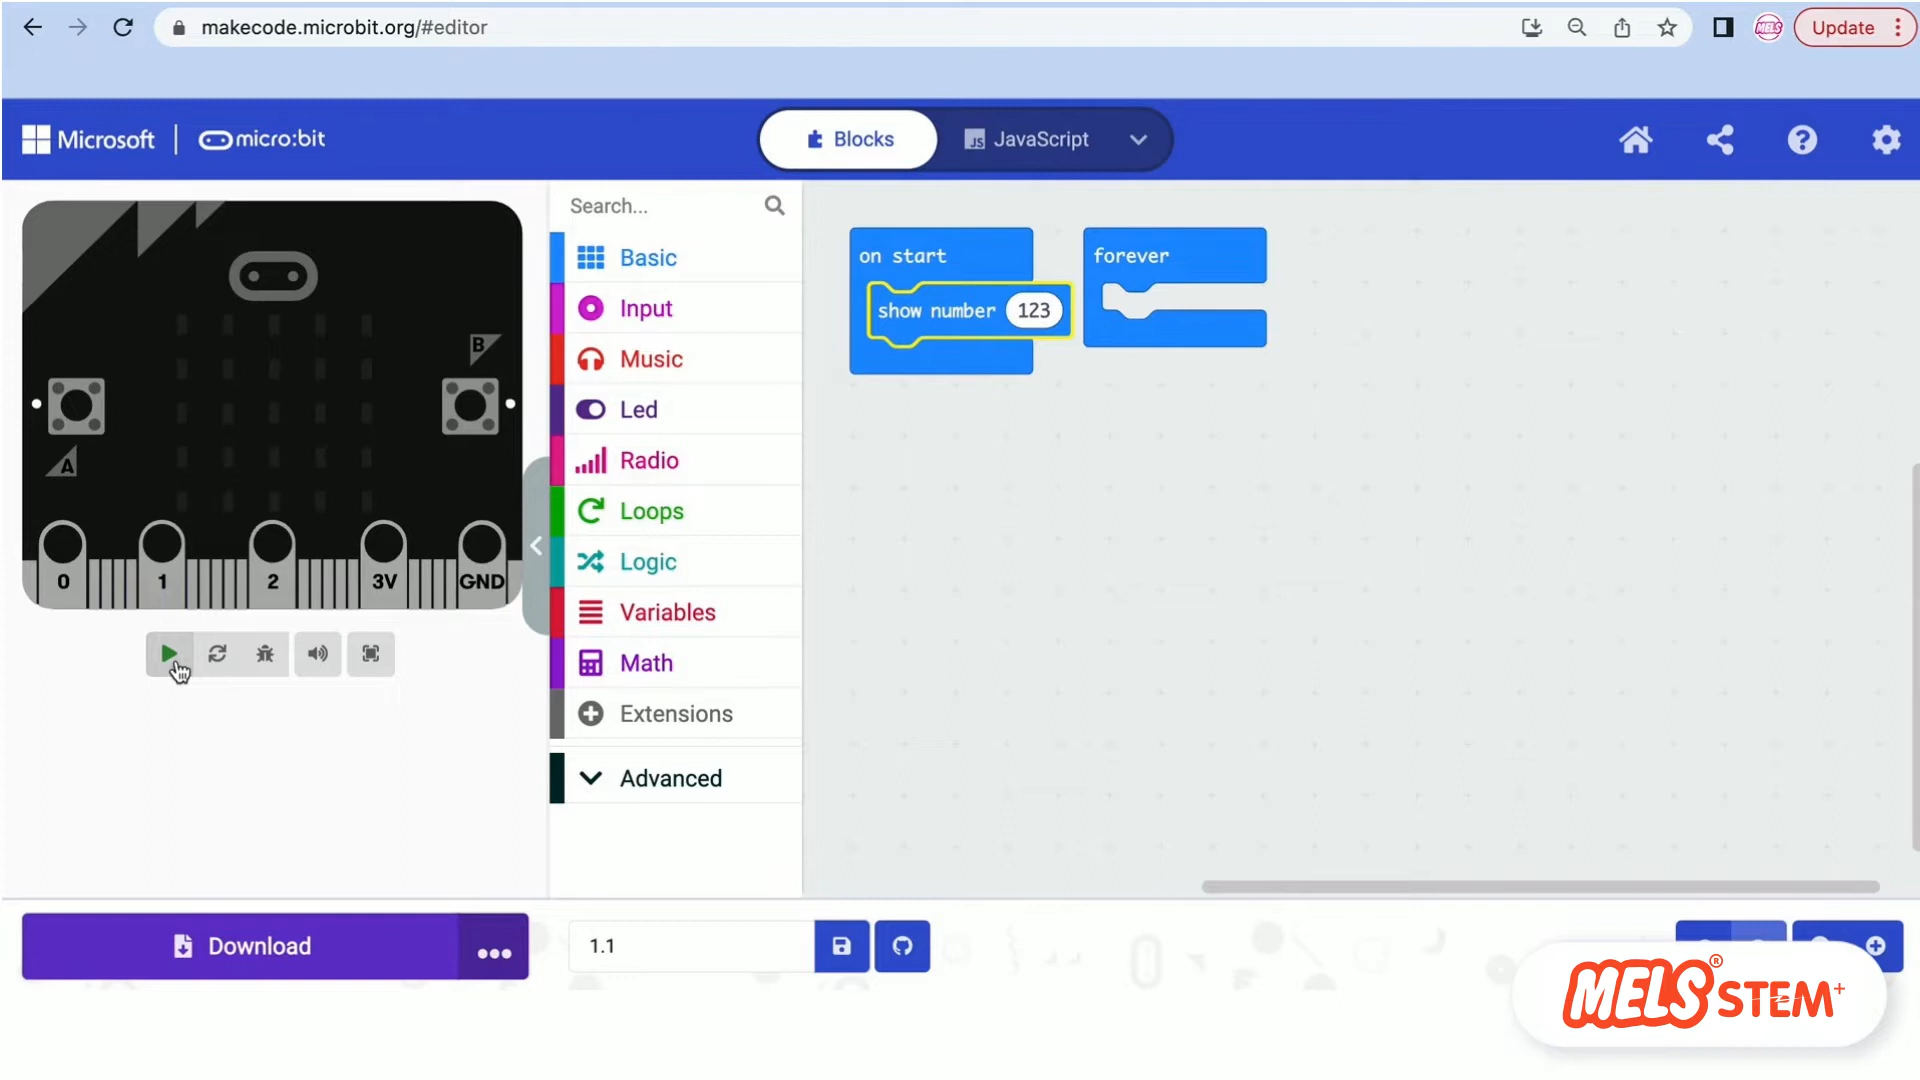 makecode.microbit.org/#editor
MELS
Update
Microsoft
micro:bit
Blocks
JS
JavaScript
Search...
Basic
Input
Music
Led
Radio
Loops
Logic
Variables
Math
Extensions
Advanced
on start
show number 123
forever
B
A
0
1
2
3V
GND
Download
1.1
MELS® STEM+